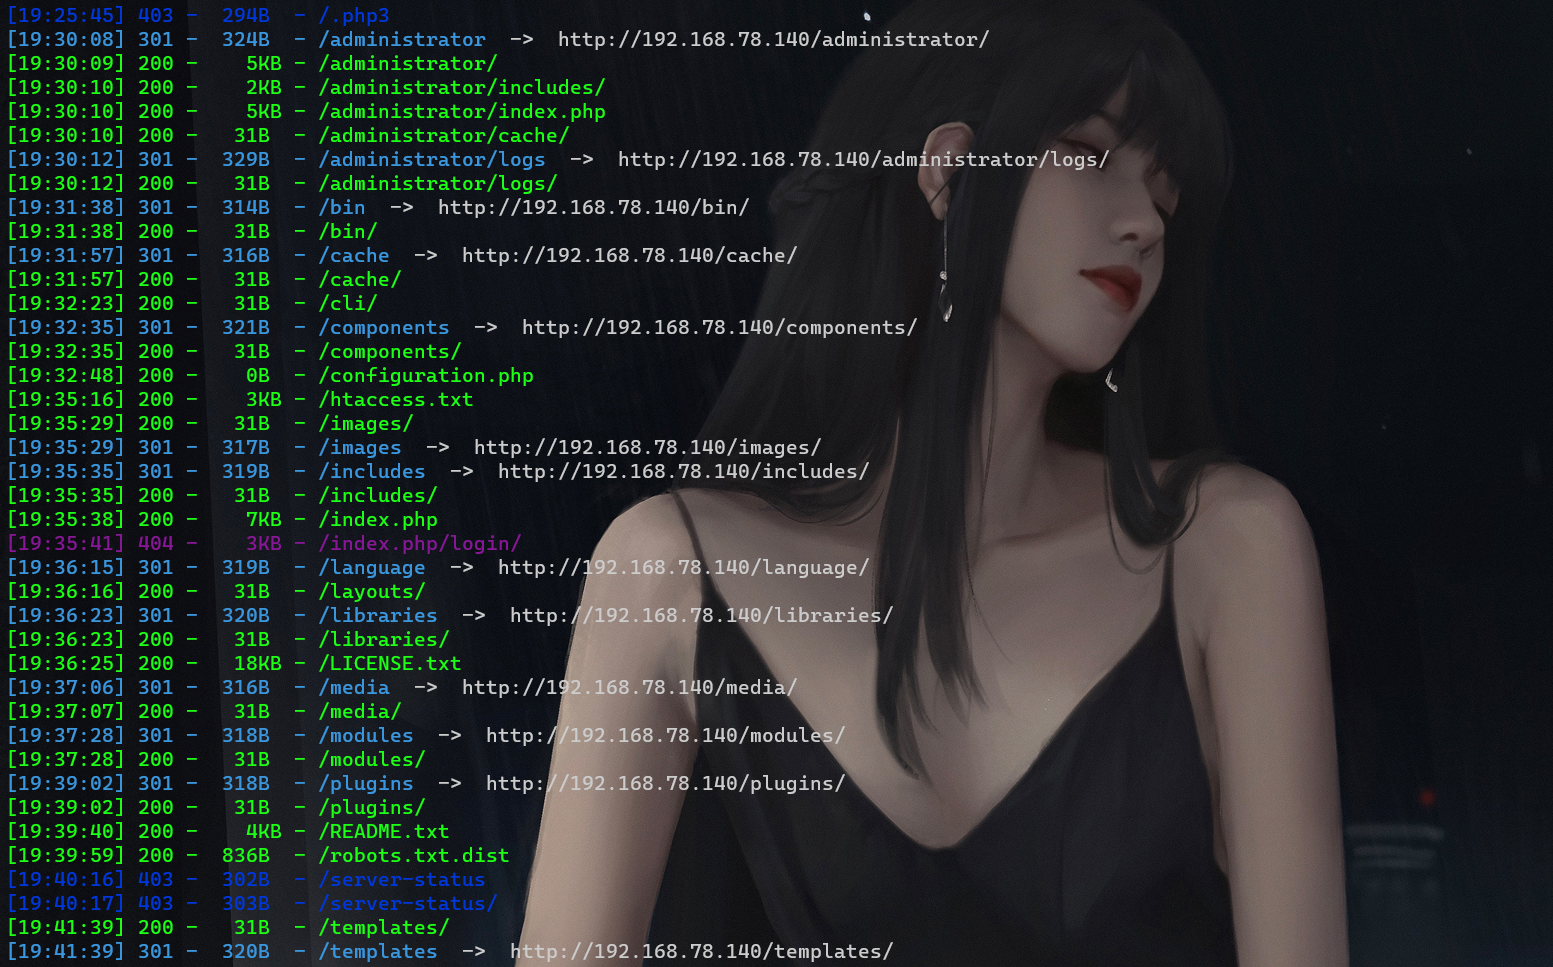 [19:25:45] 403 -  294B  - /.php3
[19:30:08] 301 -  324B  - /administrator  ->  http://192.168.78.140/administrator/
[19:30:09] 200 -    5KB - /administrator/
[19:30:10] 200 -    2KB - /administrator/includes/
[19:30:10] 200 -    5KB - /administrator/index.php
[19:30:10] 200 -   31B  - /administrator/cache/
[19:30:12] 301 -  329B  - /administrator/logs  ->  http://192.168.78.140/administrator/logs/
[19:30:12] 200 -   31B  - /administrator/logs/
[19:31:38] 301 -  314B  - /bin  ->  http://192.168.78.140/bin/
[19:31:38] 200 -   31B  - /bin/
[19:31:57] 301 -  316B  - /cache  ->  http://192.168.78.140/cache/
[19:31:57] 200 -   31B  - /cache/
[19:32:23] 200 -   31B  - /cli/
[19:32:35] 301 -  321B  - /components  ->  http://192.168.78.140/components/
[19:32:35] 200 -   31B  - /components/
[19:32:48] 200 -    0B  - /configuration.php
[19:35:16] 200 -    3KB - /htaccess.txt
[19:35:29] 200 -   31B  - /images/
[19:35:29] 301 -  317B  - /images  ->  http://192.168.78.140/images/
[19:35:35] 301 -  319B  - /includes  ->  http://192.168.78.140/includes/
[19:35:35] 200 -   31B  - /includes/
[19:35:38] 200 -    7KB - /index.php
[19:35:41] 404 -    3KB - /index.php/login/
[19:36:15] 301 -  319B  - /language  ->  http://192.168.78.140/language/
[19:36:16] 200 -   31B  - /layouts/
[19:36:23] 301 -  320B  - /libraries  ->  http://192.168.78.140/libraries/
[19:36:23] 200 -   31B  - /libraries/
[19:36:25] 200 -   18KB - /LICENSE.txt
[19:37:06] 301 -  316B  - /media  ->  http://192.168.78.140/media/
[19:37:07] 200 -   31B  - /media/
[19:37:28] 301 -  318B  - /modules  ->  http://192.168.78.140/modules/
[19:37:28] 200 -   31B  - /modules/
[19:39:02] 301 -  318B  - /plugins  ->  http://192.168.78.140/plugins/
[19:39:02] 200 -   31B  - /plugins/
[19:39:40] 200 -    4KB - /README.txt
[19:39:59] 200 -  836B  - /robots.txt.dist
[19:40:16] 403 -  302B  - /server-status
[19:40:17] 403 -  303B  - /server-status/
[19:41:39] 200 -   31B  - /templates/
[19:41:39] 301 -  320B  - /templates  ->  http://192.168.78.140/templates/